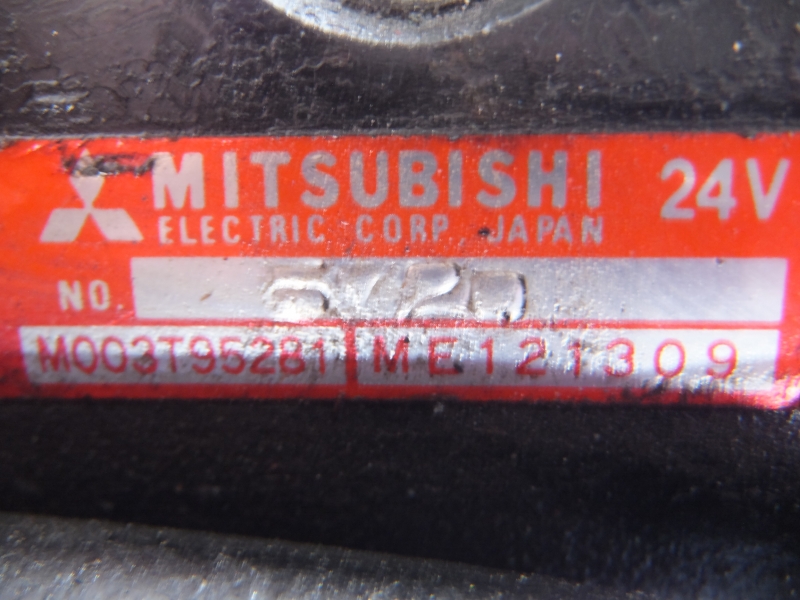 MITSUBISHI 24V
ELECTRIC CORP. JAPAN
NO.
M003T95281 ME121309